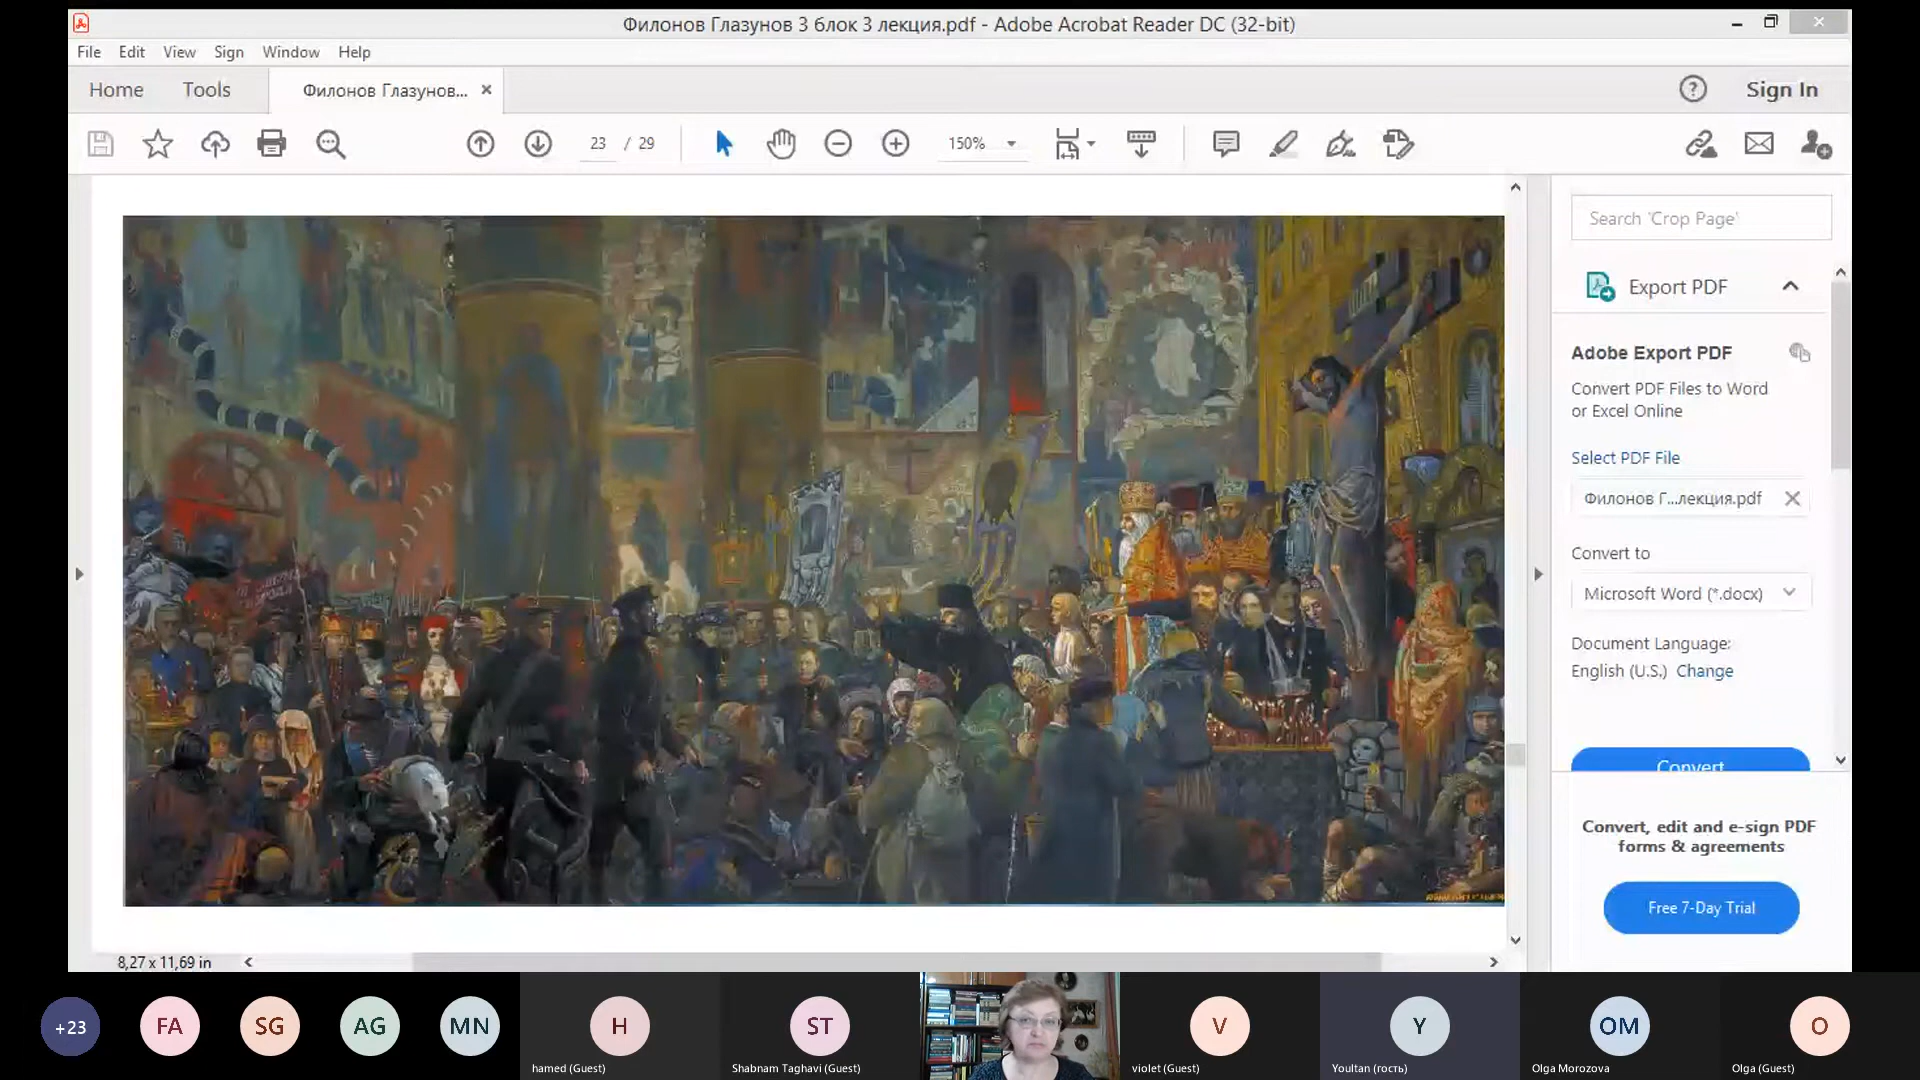 Филонов Глазунов 3 блок 3 лекция.pdf - Adobe Acrobat Reader DC (32-bit)
File Edit View Sign Window Help
Home Tools Филонов Глазунов... Sign In
23 / 29 150%
Search 'Crop Page'
Export PDF
Adobe Export PDF
Convert PDF Files to Word
or Excel Online
Select PDF File
Филонов Г...лекция.pdf
Convert to
Microsoft Word (*.docx)
Document Language:
English (U.S.) Change
Convert
Convert, edit and e-sign PDF
forms & agreements
Free 7-Day Trial
8,27 x 11,69 in
+23 FA SG AG MN H ST V Y OM O
hamed (Guest) Shabnam Taghavi (Guest) violet (Guest) Youltan (гость) Olga Morozova Olga (Guest)